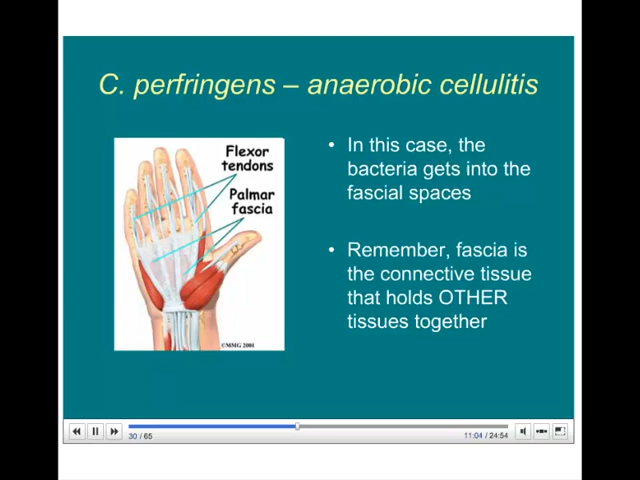 C. perfringens – anaerobic cellulitis
Flexor
tendons
Palmar
fascia
©MMG 2001
• In this case, the
bacteria gets into the
fascial spaces
• Remember, fascia is
the connective tissue
that holds OTHER
tissues together
30 / 65
11:04 / 24:54